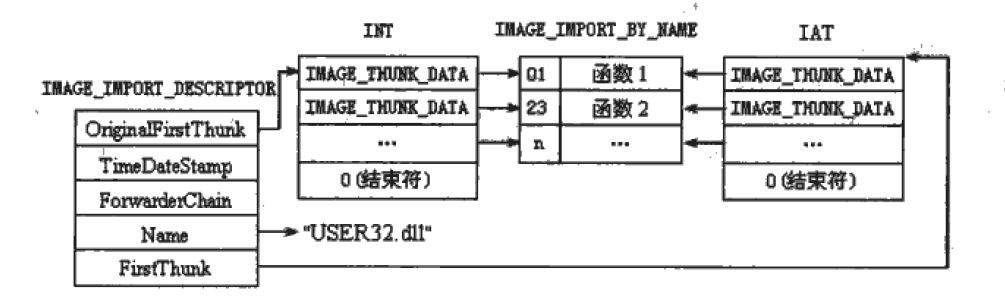 INT IMAGE_IMPORT_BY_NAME IAT
IMAGE_IMPORT_DESCRIPTOR
IMAGE_THUNK_DATA 01 函数 1 IMAGE_THUNK_DATA
IMAGE_THUNK_DATA 23 函数 2 IMAGE_THUNK_DATA
... n ... ...
0 (结束符) 0 (结束符)
OriginalFirstThunk
TimeDateStamp
ForwarderChain
Name "USER32.dll"
FirstThunk